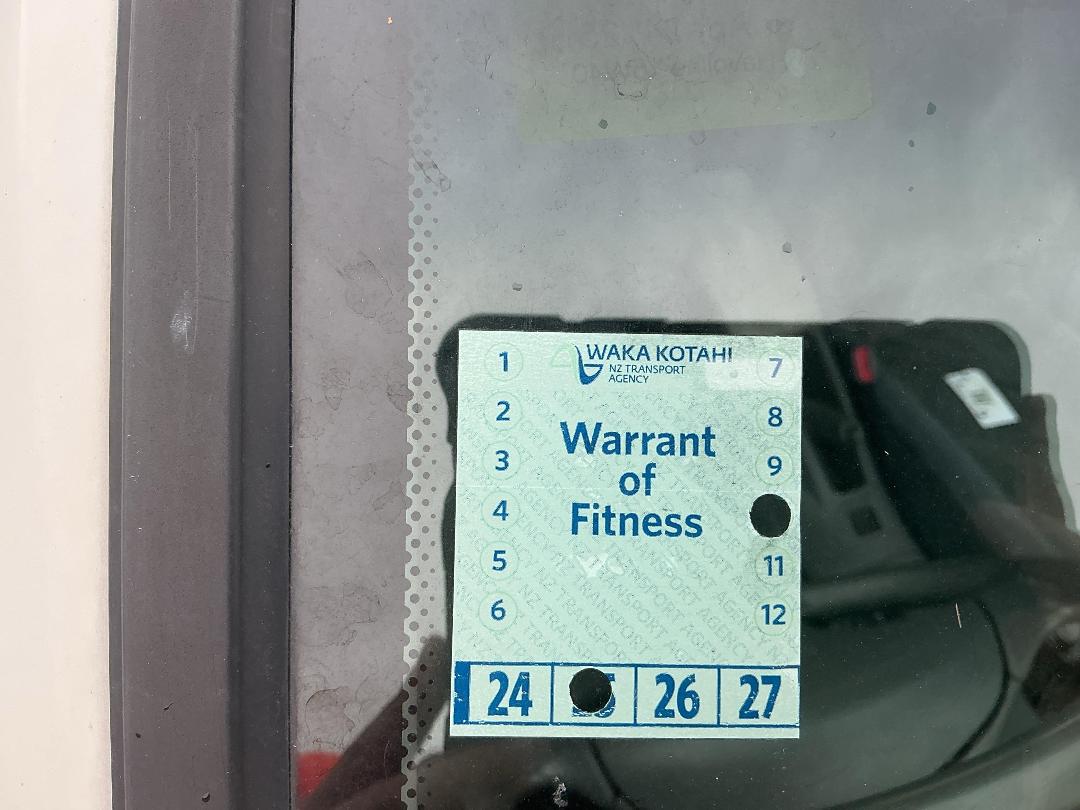 WAKA KOTAHI
NZ TRANSPORT
AGENCY
Warrant
of
Fitness
1
2
3
4
5
6
7
8
9
11
12
24 26 27